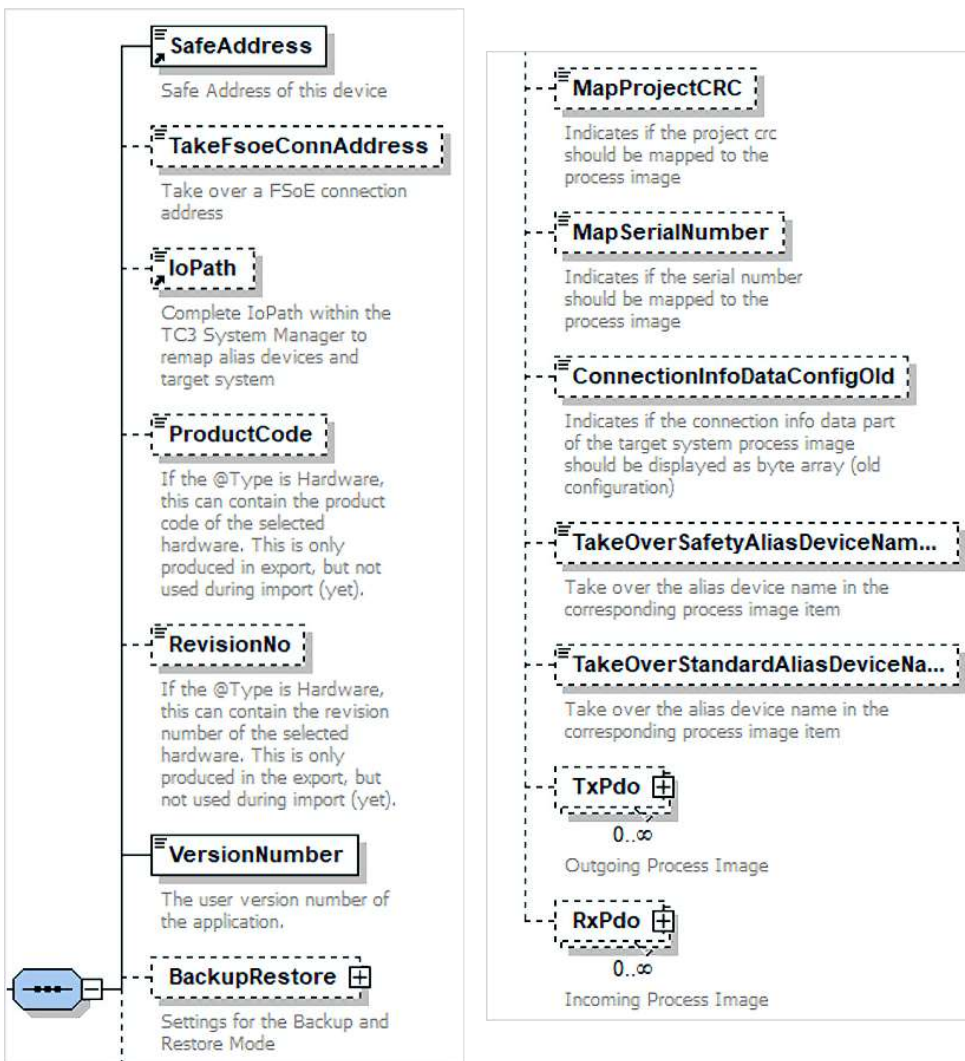 SafeAddress
Safe Address of this device
TakeFsoeConnAddress
Take over a FSoE connection
address
IoPath
Complete IoPath within the
TC3 System Manager to
remap alias devices and
target system
ProductCode
If the @Type is Hardware,
this can contain the product
code of the selected
hardware. This is only
produced in export, but not
used during import (yet).
RevisionNo
If the @Type is Hardware,
this can contain the revision
number of the selected
hardware. This is only
produced in the export, but
not used during import (yet).
VersionNumber
The user version number of
the application.
BackupRestore
Settings for the Backup and
Restore Mode
MapProjectCRC
Indicates if the project crc
should be mapped to the
process image
MapSerialNumber
Indicates if the serial number
should be mapped to the
process image
ConnectionInfoDataConfigOld
Indicates if the connection info data part
of the target system process image
should be displayed as byte array (old
configuration)
TakeOverSafetyAliasDeviceNam...
Take over the alias device name in the
corresponding process image item
TakeOverStandardAliasDeviceNa...
Take over the alias device name in the
corresponding process image item
TxPdo
0..∞
Outgoing Process Image
RxPdo
0..∞
Incoming Process Image